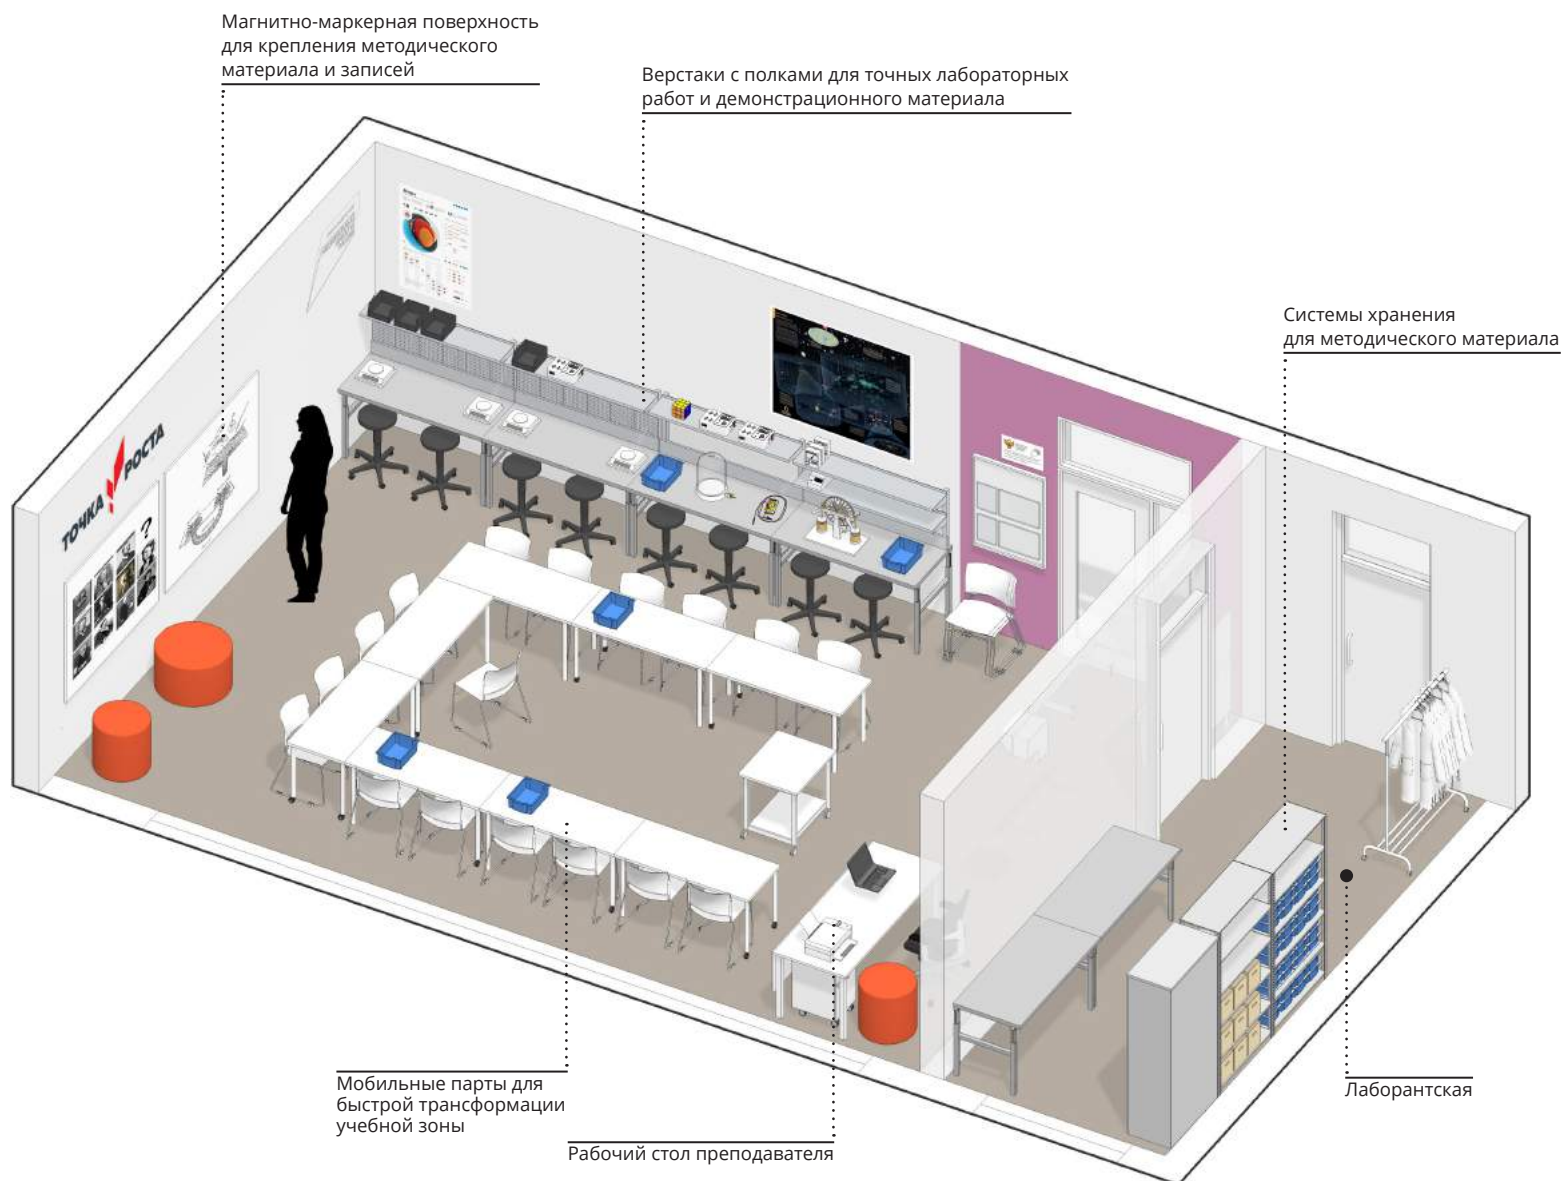 Магнитно-маркерная поверхность
для крепления методического
материала и записей
Верстаки с полками для точных лабораторных
работ и демонстрационного материала
Системы хранения
для методического материала
ТОЧКА РОСТА
?
Мобильные парты для
быстрой трансформации
учебной зоны
Рабочий стол преподавателя
Лаборантская